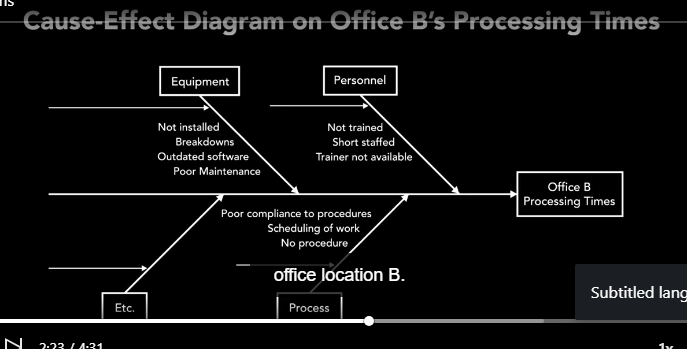 ns
Cause-Effect Diagram on Office B's Processing Times
Equipment
Personnel
Not installed
Breakdowns
Outdated software
Poor Maintenance
Not trained
Short staffed
Trainer not available
Office B
Processing Times
Poor compliance to procedures
Scheduling of work
No procedure
office location B.
Subtitled lang
Etc.
Process
2:23 / 4:31
1x